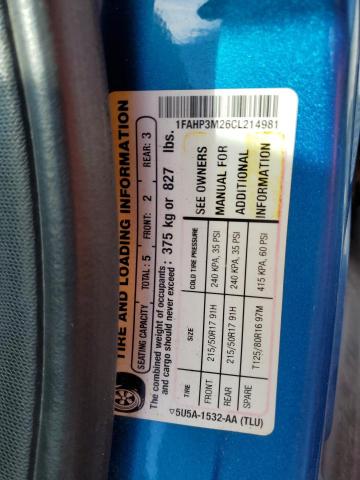 TIRE AND LOADING INFORMATION
SEATING CAPACITY TOTAL: 5 FRONT: 2 REAR: 3
The combined weight of occupants
and cargo should never exceed : 375 kg or 827 lbs.
TIRE SIZE COLD TIRE PRESSURE SEE OWNERS
FRONT 215/50R17 91H 240 KPA, 35 PSI MANUAL FOR
REAR 215/50R17 91H 240 KPA, 35 PSI ADDITIONAL
SPARE T125/80R16 97M 415 KPA, 60 PSI INFORMATION
▽5U5A-1532-AA (TLU) 1FAHP3M26CL214981